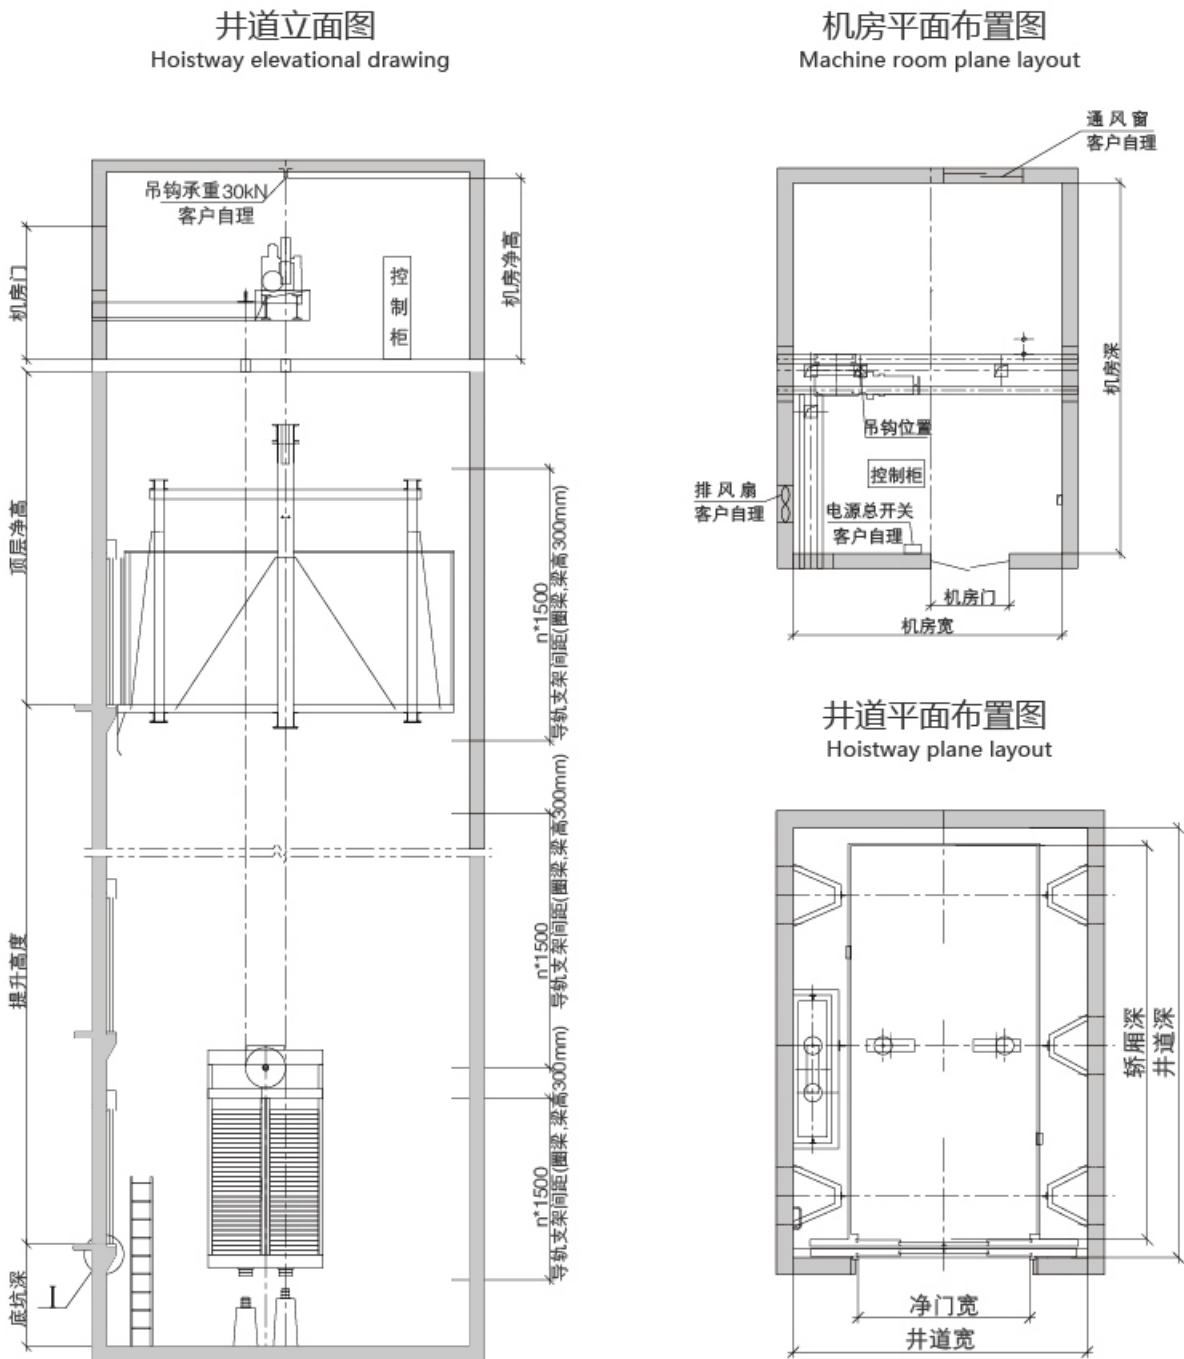 井道立面图
Hoistway elevational drawing
吊钩承重30kN
客户自理
机房门
机房净高
控制柜
顶层净高
n*1500
导轨支架间距(圈梁,梁高300mm)
提升高度
n*1500
导轨支架间距(圈梁,梁高300mm)
n*1500
导轨支架间距(圈梁,梁高300mm)
底坑深
I
机房平面布置图
Machine room plane layout
通风窗
客户自理
机房深
吊钩位置
控制柜
排风扇
客户自理
电源总开关
客户自理
机房门
机房宽
井道平面布置图
Hoistway plane layout
轿厢深
井道深
净门宽
井道宽